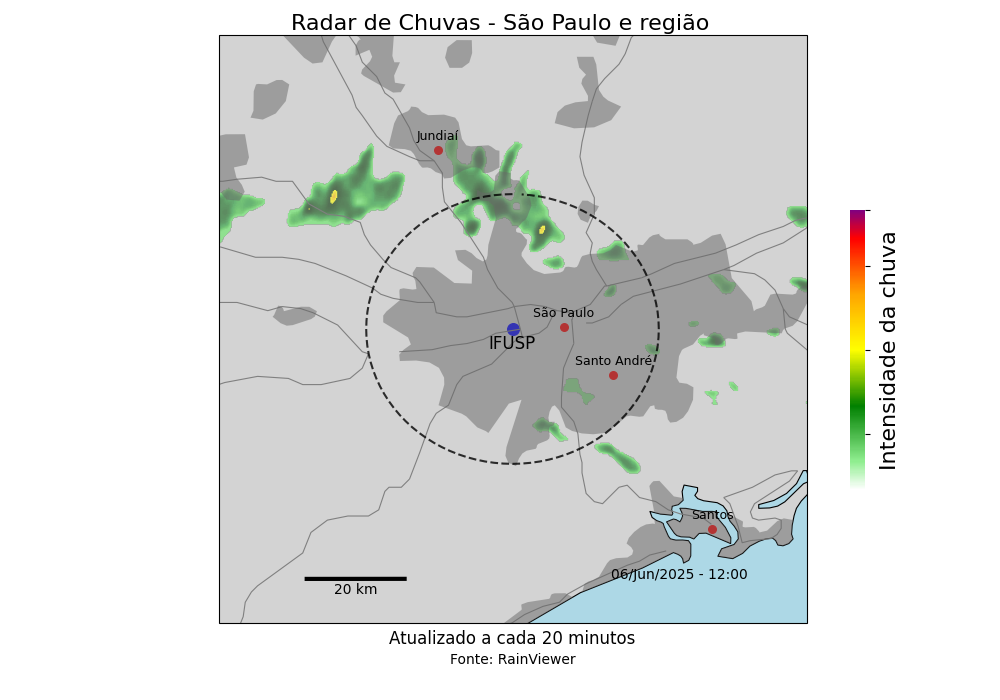 Radar de Chuvas - São Paulo e região
Jundiaí
São Paulo
IFUSP
Santo André
Santos
06/Jun/2025 - 12:00
20 km
Intensidade da chuva
Atualizado a cada 20 minutos
Fonte: RainViewer